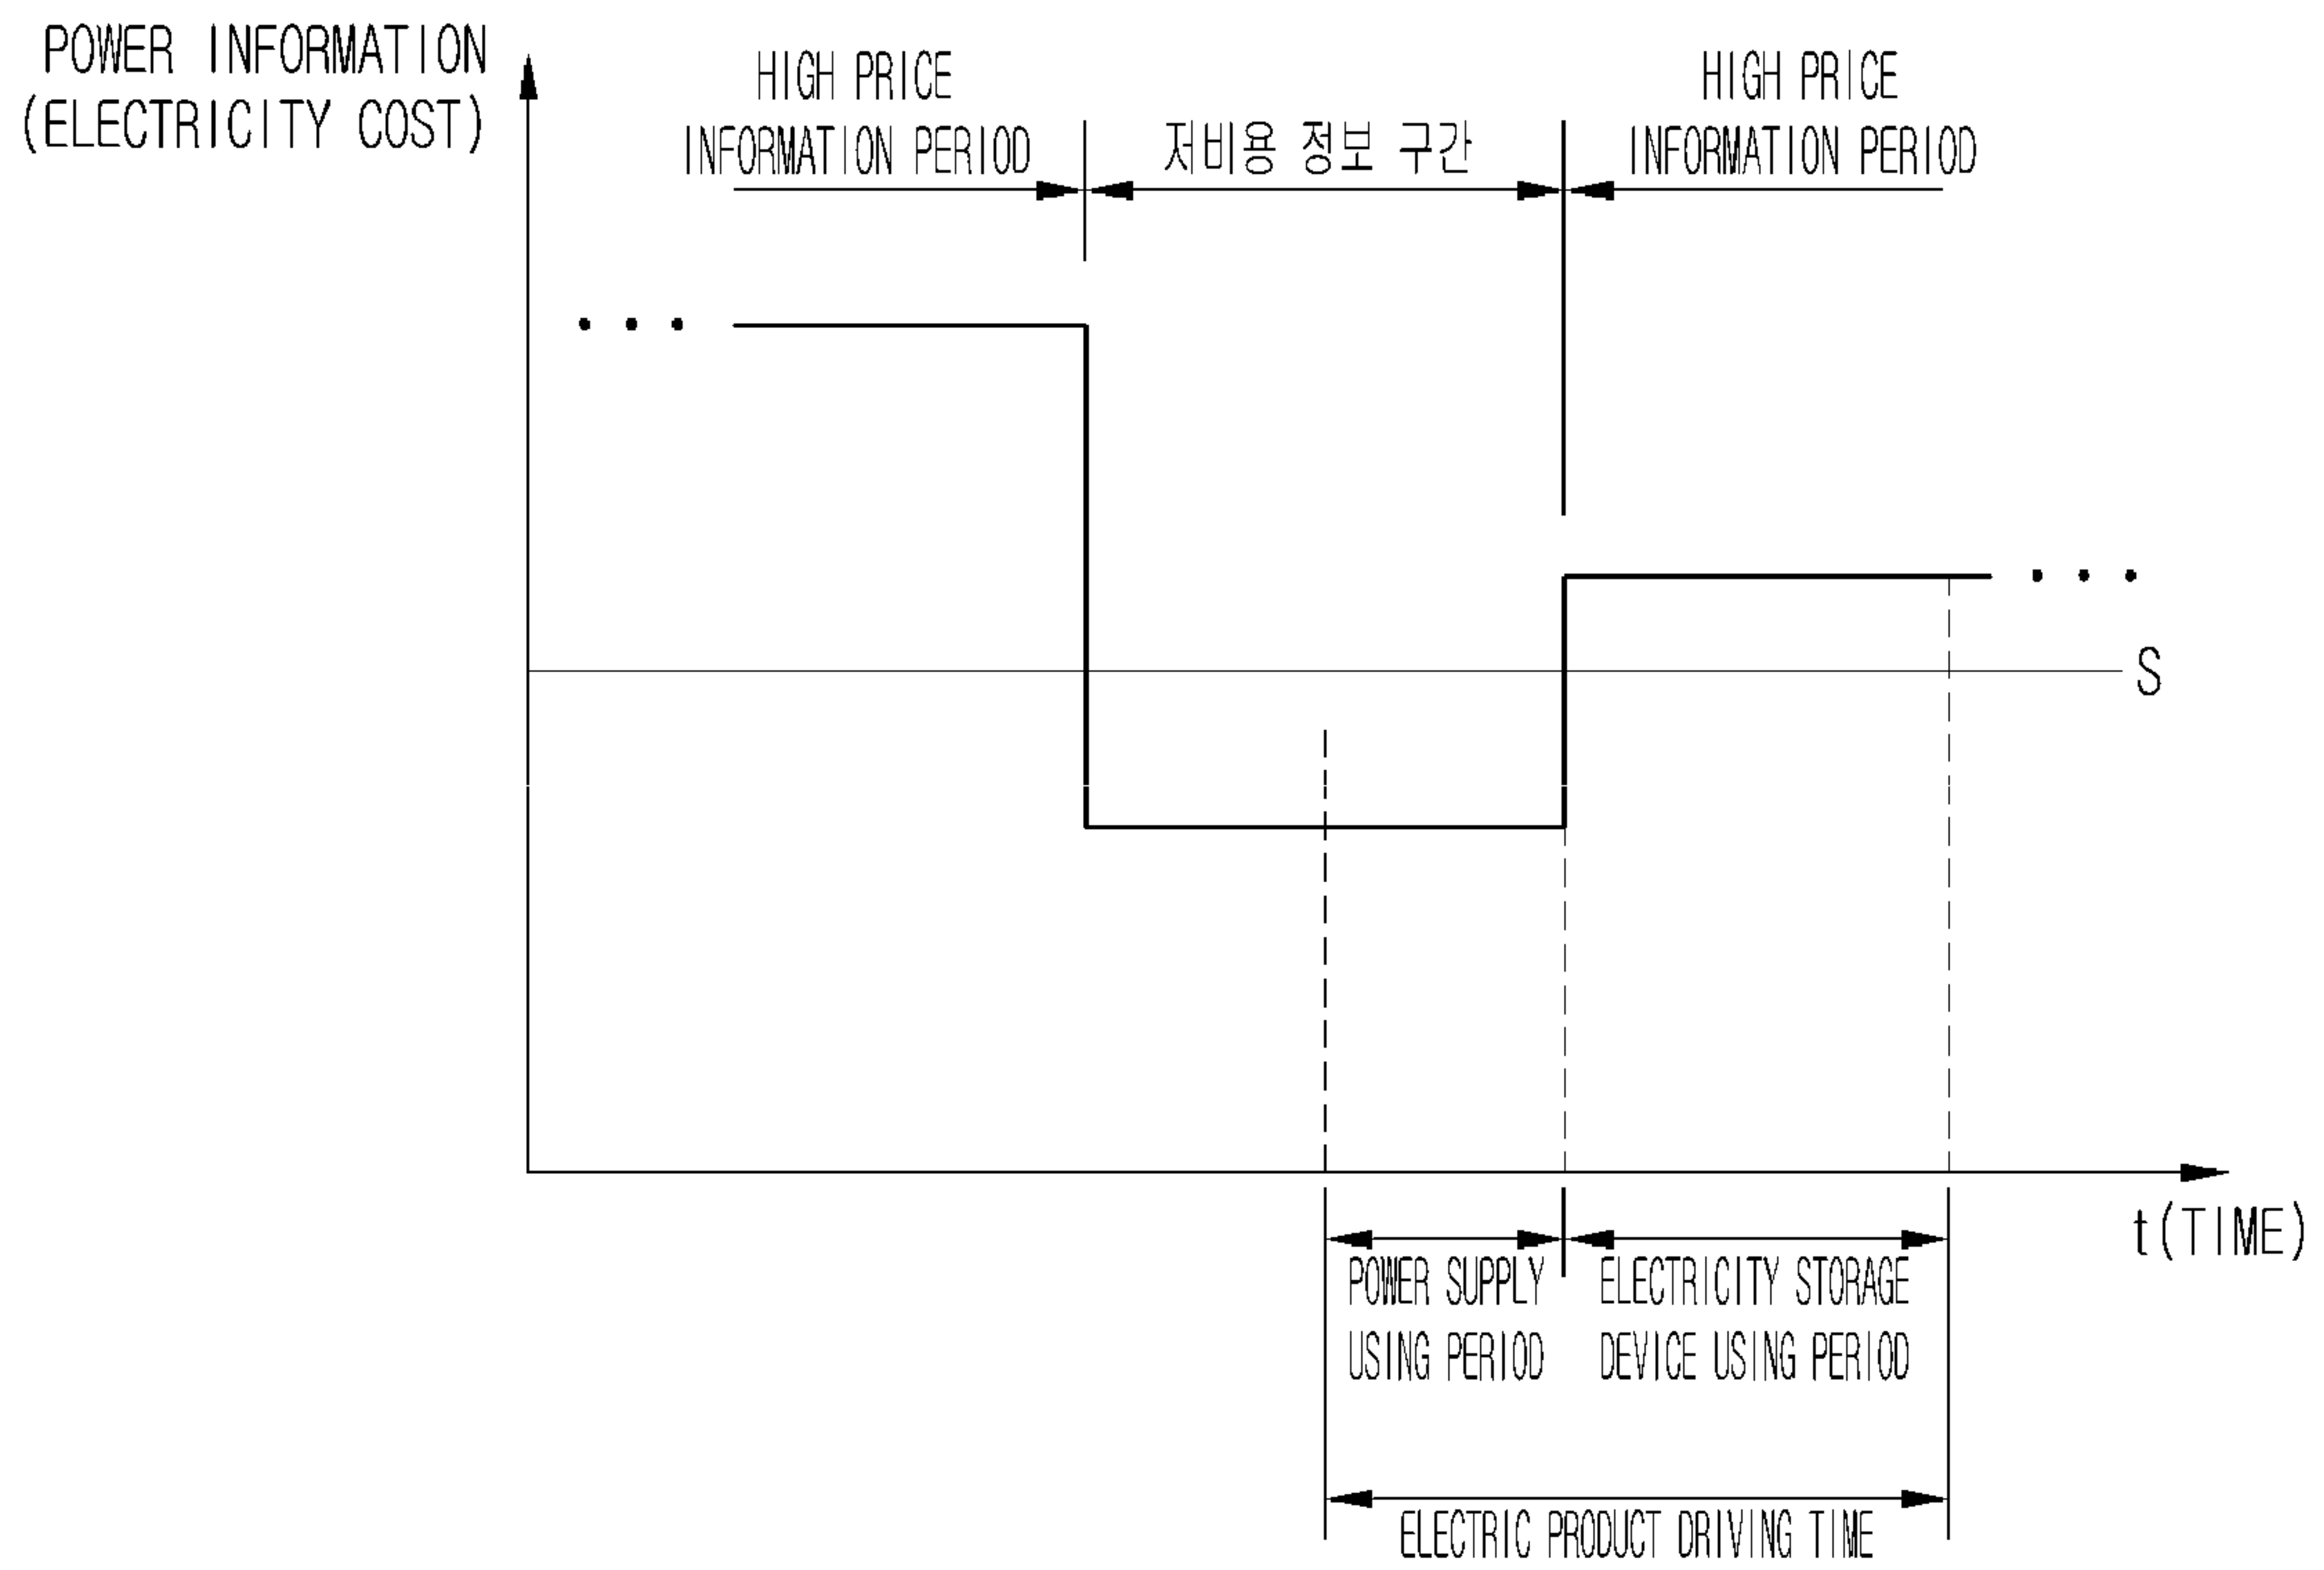 POWER INFORMATION
(ELECTRICITY COST)
HIGH PRICE
INFORMATION PERIOD
저비용 정보 구간
HIGH PRICE
INFORMATION PERIOD
S
t(TIME)
POWER SUPPLY
USING PERIOD
ELECTRICITY STORAGE
DEVICE USING PERIOD
ELECTRIC PRODUCT DRIVING TIME